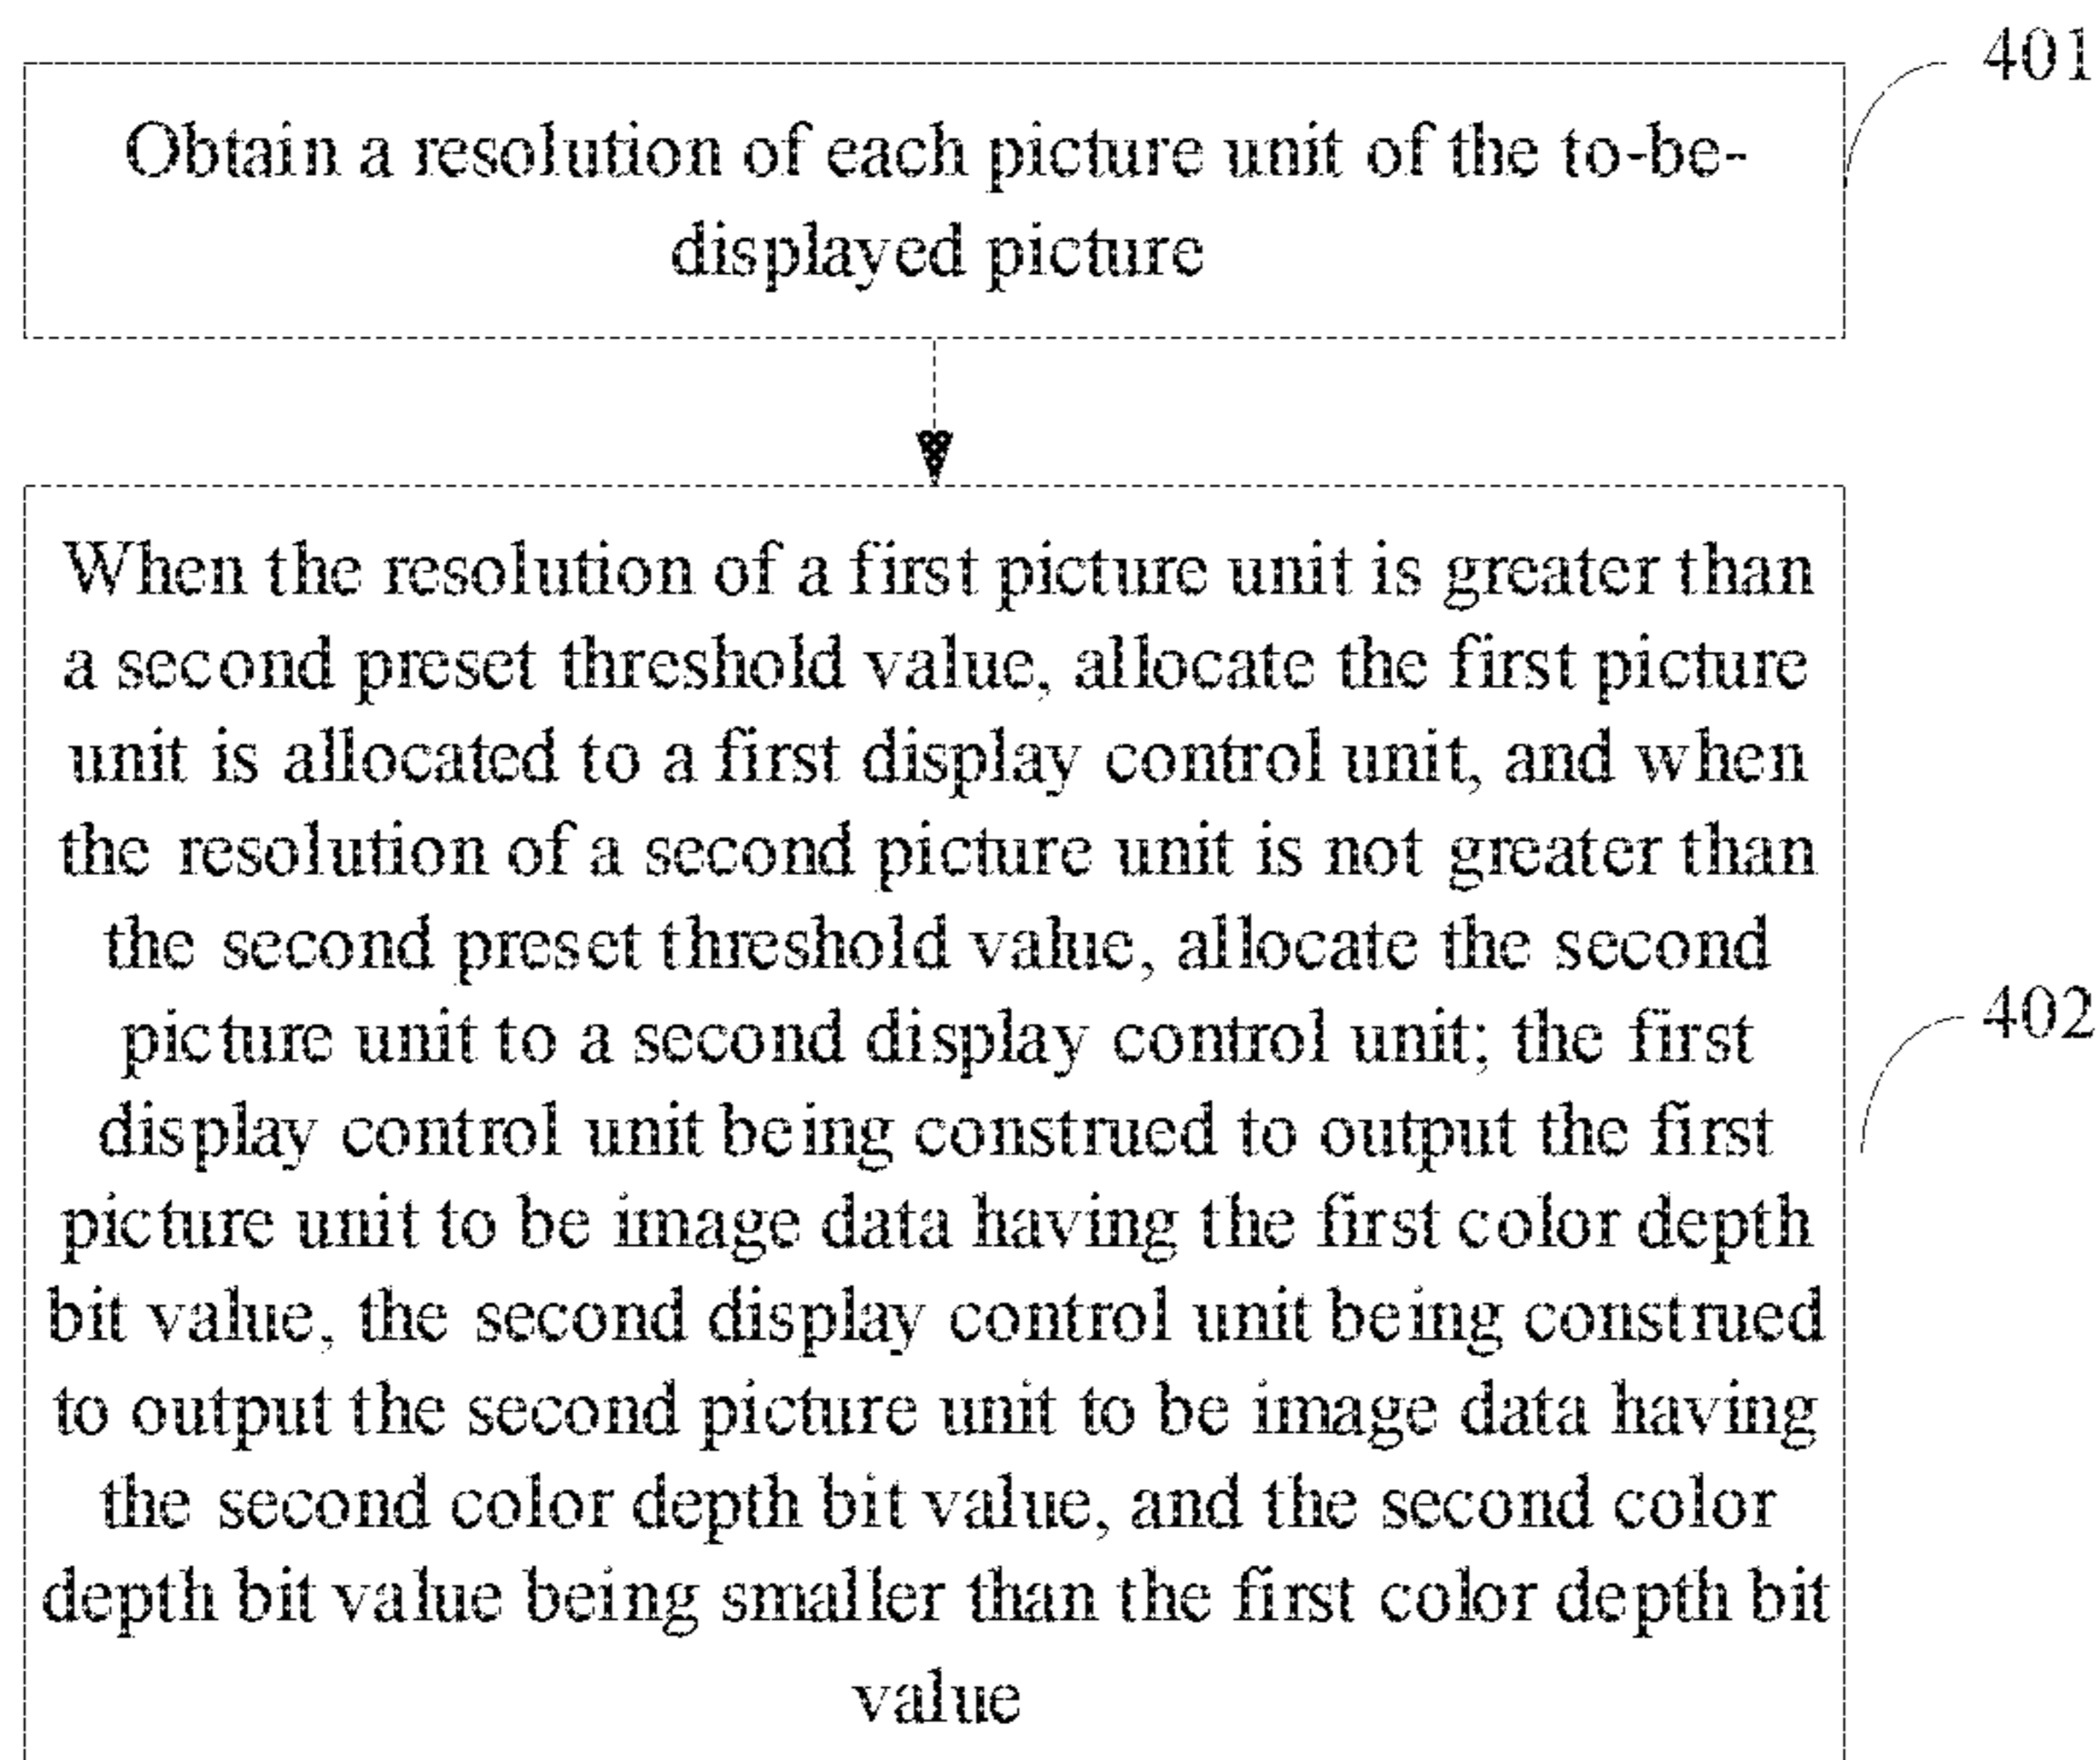 401
Obtain a resolution of each picture unit of the to-be-
displayed picture
When the resolution of a first picture unit is greater than
a second preset threshold value, allocate the first picture
unit is allocated to a first display control unit, and when
the resolution of a second picture unit is not greater than
the second preset threshold value, allocate the second
picture unit to a second display control unit; the first
display control unit being construed to output the first
picture unit to be image data having the first color depth
bit value, the second display control unit being construed
to output the second picture unit to be image data having
the second color depth bit value, and the second color
depth bit value being smaller than the first color depth bit
value
402